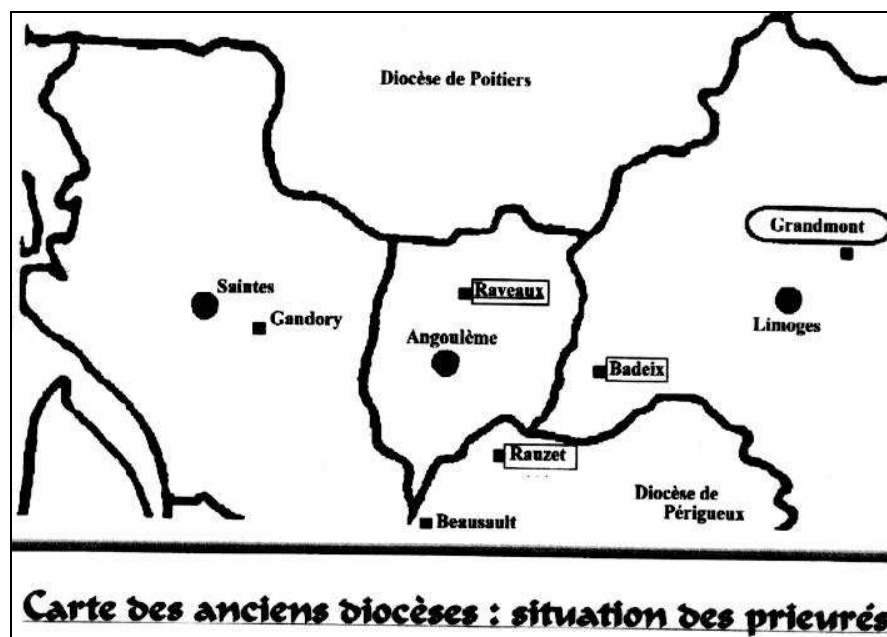 Diocèse de Poitiers
Grandmont
Saintes
Raveaux
Gandory
Limoges
Angoulème
Badeix
Rauzet
Diocèse de
Périgueux
Beausault
Carte des anciens diocèses : situation des prieurés